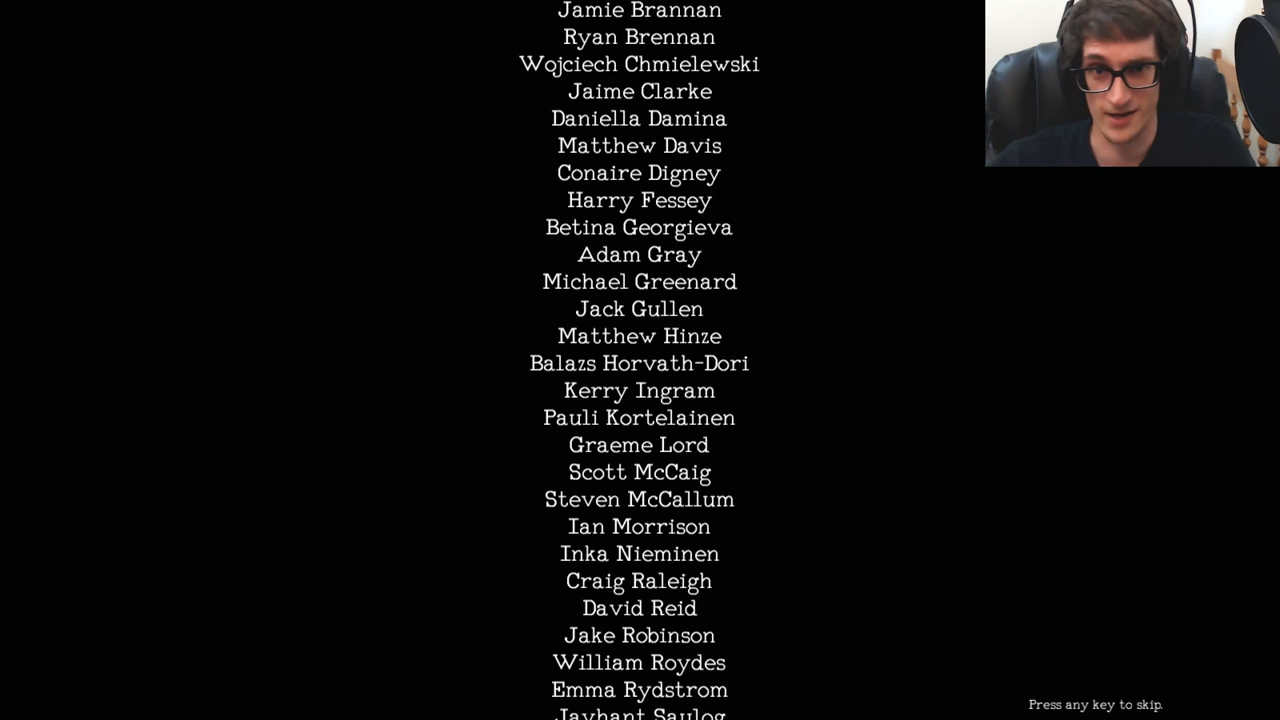 Jamie Brannan
Ryan Brennan
Wojciech Chmielewski
Jaime Clarke
Daniella Damina
Matthew Davis
Conaire Digney
Harry Fessey
Betina Georgieva
Adam Gray
Michael Greenard
Jack Gullen
Matthew Hinze
Balazs Horvath-Dori
Kerry Ingram
Pauli Kortelainen
Graeme Lord
Scott McCaig
Steven McCallum
Ian Morrison
Inka Nieminen
Craig Raleigh
David Reid
Jake Robinson
William Roydes
Emma Rydstrom
Jayhant Saulog
Press any key to skip.